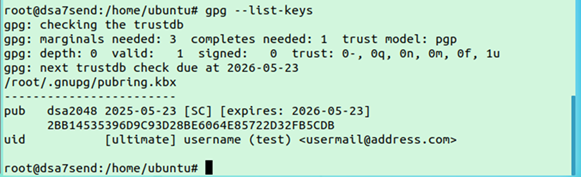 root@dsa7send:/home/ubuntu# gpg --list-keys
gpg: checking the trustdb
gpg: marginals needed: 3  completes needed: 1  trust model: pgp
gpg: depth: 0  valid:   1  signed:   0  trust: 0-, 0q, 0n, 0m, 0f, 1u
gpg: next trustdb check due at 2026-05-23
/root/.gnupg/pubring.kbx
------------------------
pub   dsa2048 2025-05-23 [SC] [expires: 2026-05-23]
      2BB14535396D9C93D28BE6064E85722D32FB5CDB
uid           [ultimate] username (test) <usermail@address.com>
root@dsa7send:/home/ubuntu#